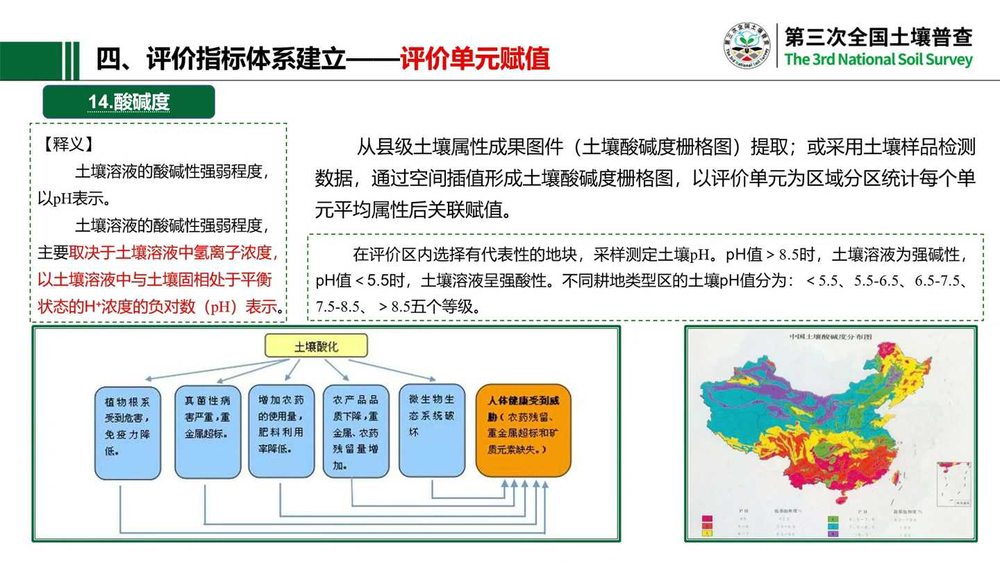 四、评价指标体系建立——评价单元赋值
第三次全国土壤普查
The 3rd National Soil Survey
14.酸碱度
【释义】
土壤溶液的酸碱性强弱程度，
以pH表示。
土壤溶液的酸碱性强弱程度，
主要取决于土壤溶液中氢离子浓度，
以土壤溶液中与土壤固相处于平衡
状态的H+浓度的负对数（pH）表示。
从县级土壤属性成果图件（土壤酸碱度栅格图）提取；或采用土壤样品检测
数据，通过空间插值形成土壤酸碱度栅格图，以评价单元为区域分区统计每个单
元平均属性后关联赋值。
在评价区内选择有代表性的地块，采样测定土壤pH。pH值＞8.5时，土壤溶液为强碱性，
pH值＜5.5时，土壤溶液呈强酸性。不同耕地类型区的土壤pH值分为：＜5.5、5.5-6.5、6.5-7.5、
7.5-8.5、＞8.5五个等级。
土壤酸化
植物根系
受到危害，
免疫力降
低。
真菌性病
害严重，重
金属超标。
增加农药
的使用量，
肥料利用
率降低。
农产品品
质下降，重
金属、农药
残留量增
加。
微生物生
态系统破
坏
人体健康受到威
胁（农药残留、
重金属超标和矿
质元素缺失。）
中国土壤酸碱度分布图
PH
盐基饱和度%
PH
盐基饱和度%